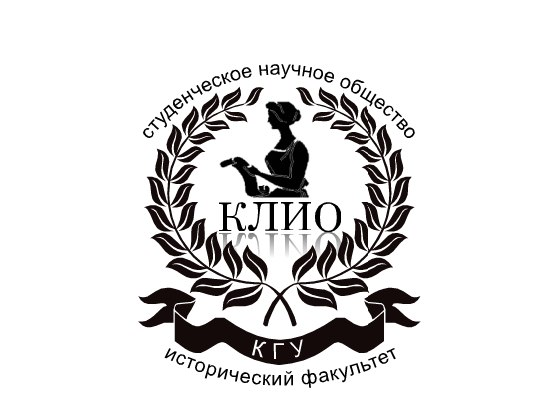 студенческое научное общество
КЛИО
КГУ
исторический факультет